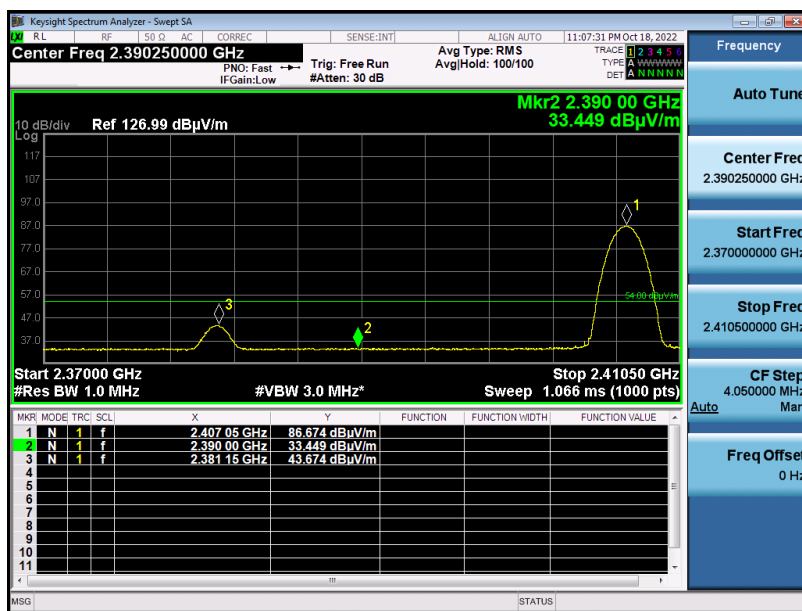 Keysight Spectrum Analyzer - Swept SA
LXI RL RF 50 Ω AC CORREC SENSE:INT ALIGN AUTO 11:07:31 PM Oct 18, 2022
Center Freq 2.390250000 GHz
PNO: Fast
IFGain:Low
Trig: Free Run
#Atten: 30 dB
Avg Type: RMS
Avg|Hold: 100/100
TRACE 1 2 3 4 5 6
TYPE A WWWWW
DET A N N N N N
Mkr2 2.390 00 GHz
33.449 dBµV/m
10 dB/div Ref 126.99 dBµV/m
Log
117
107
97.0
87.0
77.0
67.0
57.0
47.0
37.0
1
2
3
54.00 dBµV/m
Start 2.37000 GHz Stop 2.41050 GHz
#Res BW 1.0 MHz #VBW 3.0 MHz* Sweep 1.066 ms (1000 pts)
MKR MODE TRC SCL X Y FUNCTION FUNCTION WIDTH FUNCTION VALUE
1 N 1 f 2.407 05 GHz 86.674 dBµV/m
2 N 1 f 2.390 00 GHz 33.449 dBµV/m
3 N 1 f 2.381 15 GHz 43.674 dBµV/m
4
5
6
7
8
9
10
11
MSG STATUS
Frequency
Auto Tune
Center Freq
2.390250000 GHz
Start Freq
2.370000000 GHz
Stop Freq
2.410500000 GHz
CF Step
4.050000 MHz
Auto Man
Freq Offset
0 Hz